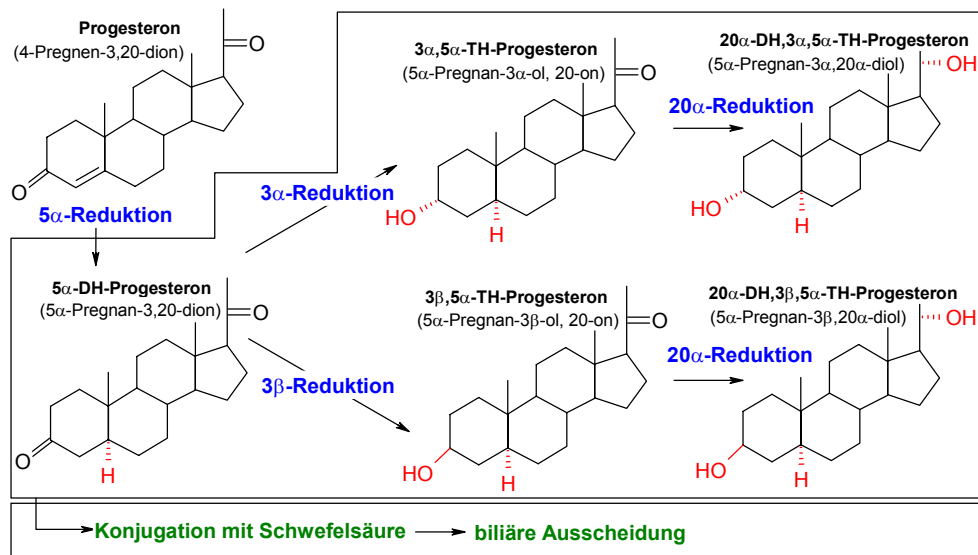 Progesteron
(4-Pregnen-3,20-dion)
O
O
5α-Reduktion
3α,5α-TH-Progesteron
(5α-Pregnan-3α-ol, 20-on)
O
HO
H
3α-Reduktion
20α-Reduktion
20α-DH,3α,5α-TH-Progesteron
(5α-Pregnan-3α,20α-diol)
OH
HO
H
5α-DH-Progesteron
(5α-Pregnan-3,20-dion)
O
O
H
3β-Reduktion
3β,5α-TH-Progesteron
(5α-Pregnan-3β-ol, 20-on)
O
HO
H
20α-Reduktion
20α-DH,3β,5α-TH-Progesteron
(5α-Pregnan-3β,20α-diol)
OH
HO
H
Konjugation mit Schwefelsäure
biliäre Ausscheidung